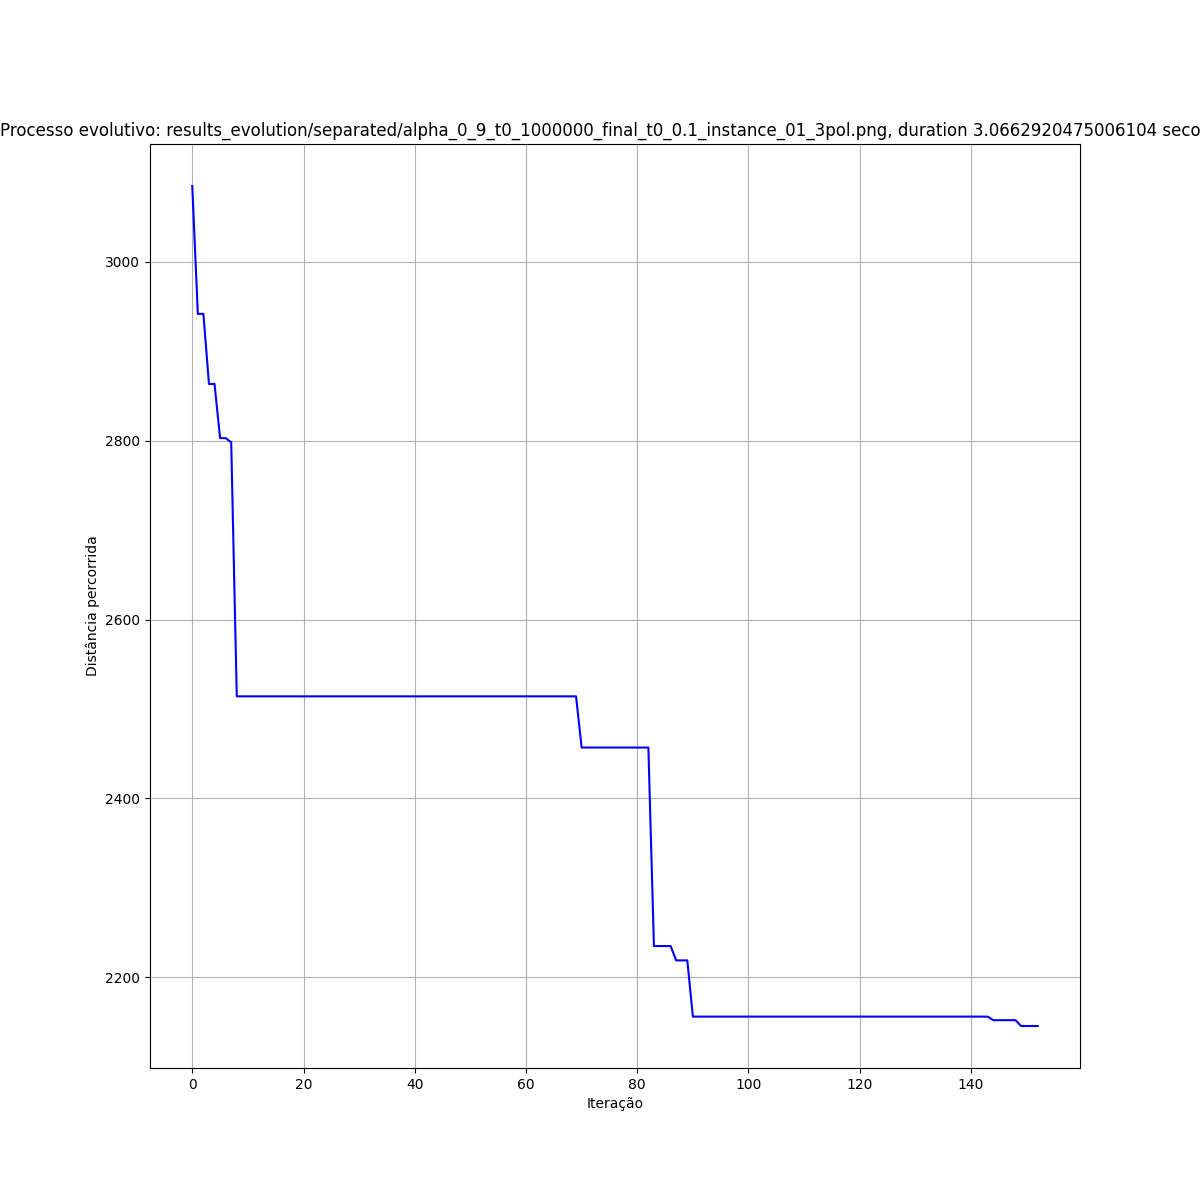 Processo evolutivo: results_evolution/separated/alpha_0_9_t0_1000000_final_t0_0.1_instance_01_3pol.png, duration 3.0662920475006104 seco
3000
2800
2600
2400
2200
Distância percorrida
0 20 40 60 80 100 120 140
Iteração